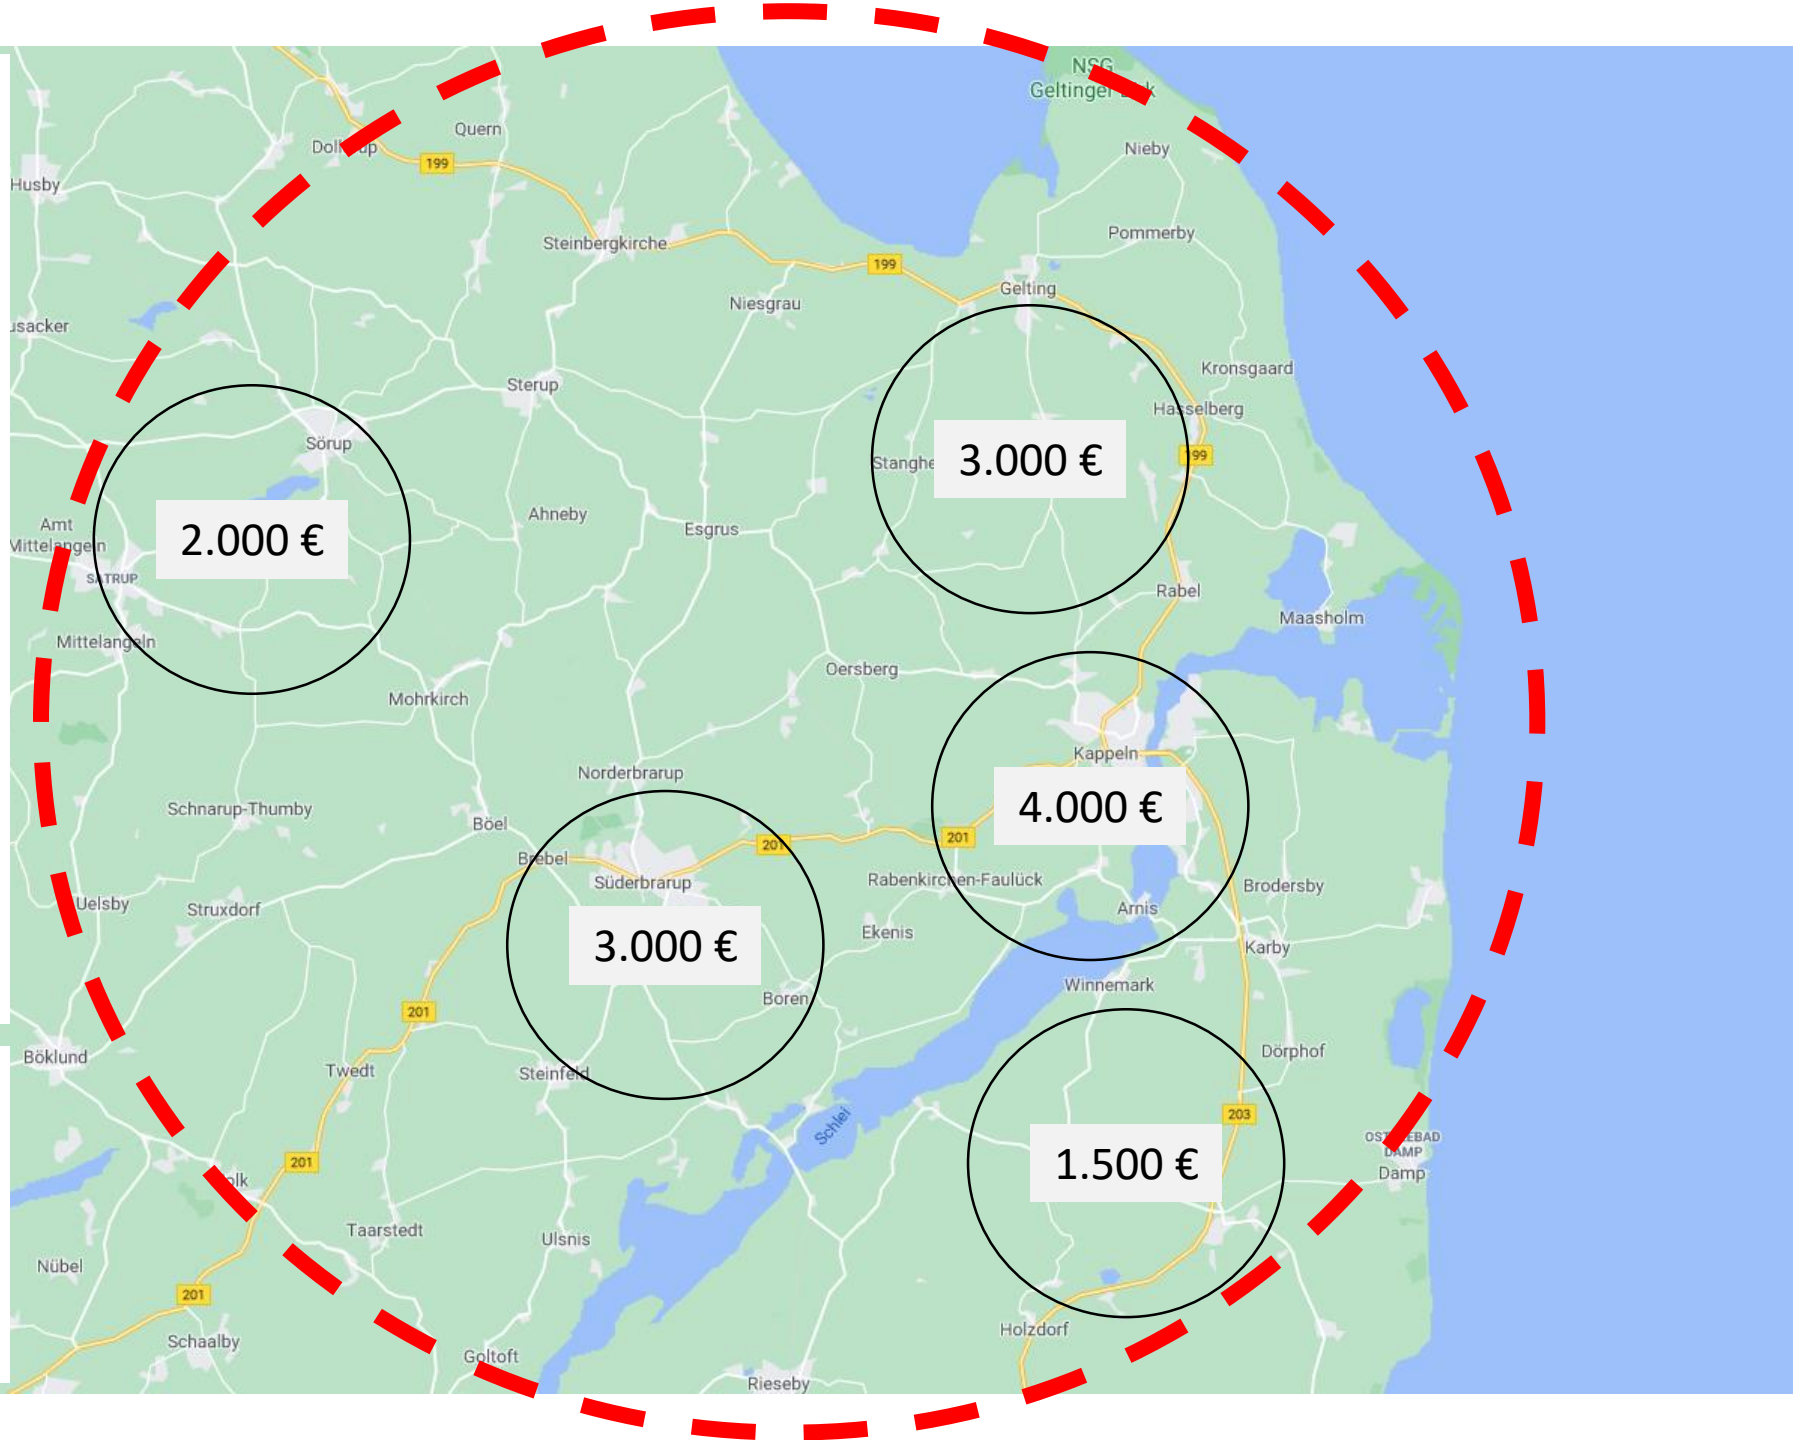 NSG
Geltinger
Quern
Nieby
199
Husby
Pommerby
Steinbergkirche
199
Gelting
Niesgrau
usacker
Kronsgaard
Sterup
Hasselberg
Sörup
199
3.000 €
Stanghe
Ahneby
Esgrus
Amt
Mittelangeln
2.000 €
SATRUP
Rabel
Maasholm
Mittelangeln
Oersberg
Mohrkirch
Kappeln
Norderbrarup
4.000 €
Schnarup-Thumby
Böel
201
201
Brebel
Süderbrarup
Rabenkirchen-Faulück
Brodersby
Uelsby
Struxdorf
Arnis
Ekenis
3.000 €
Karby
Winnemark
Boren
201
Dörphof
Böklund
Twedt
Steinfeld
203
Schlei
DAMP
1.500 €
201
Damp
olk
Taarstedt
Ulsnis
Nübel
201
Holzdorf
Schaalby
Goltoft
Rieseby